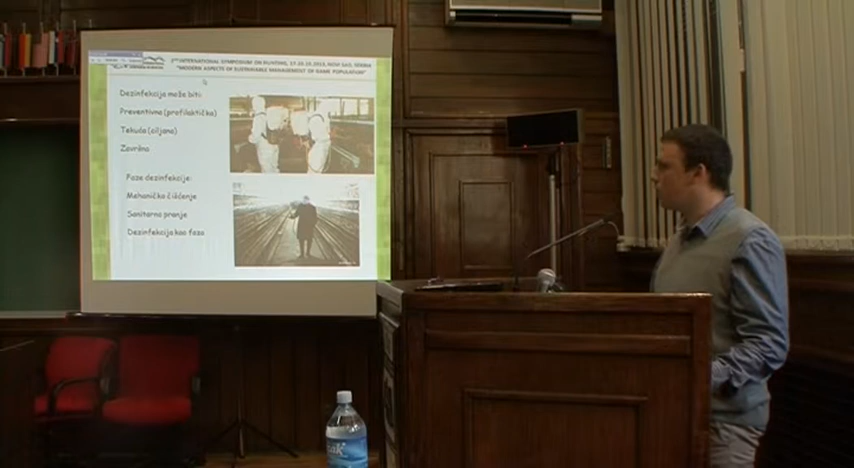 2ND INTERNATIONAL SYMPOSIUM ON HUNTING, 17-20.10.2013, NOVI SAD, SERBIA
"MODERN ASPECTS OF SUSTAINABLE MANAGEMENT OF GAME POPULATION"
Dezinfekcija može biti:
Preventivna (profilaktička)
Tekuća (ciljana)
Završna
Faze dezinfekcije:
Mehaničko čišćenje
Sanitarno pranje
Dezinfekcija kao faza